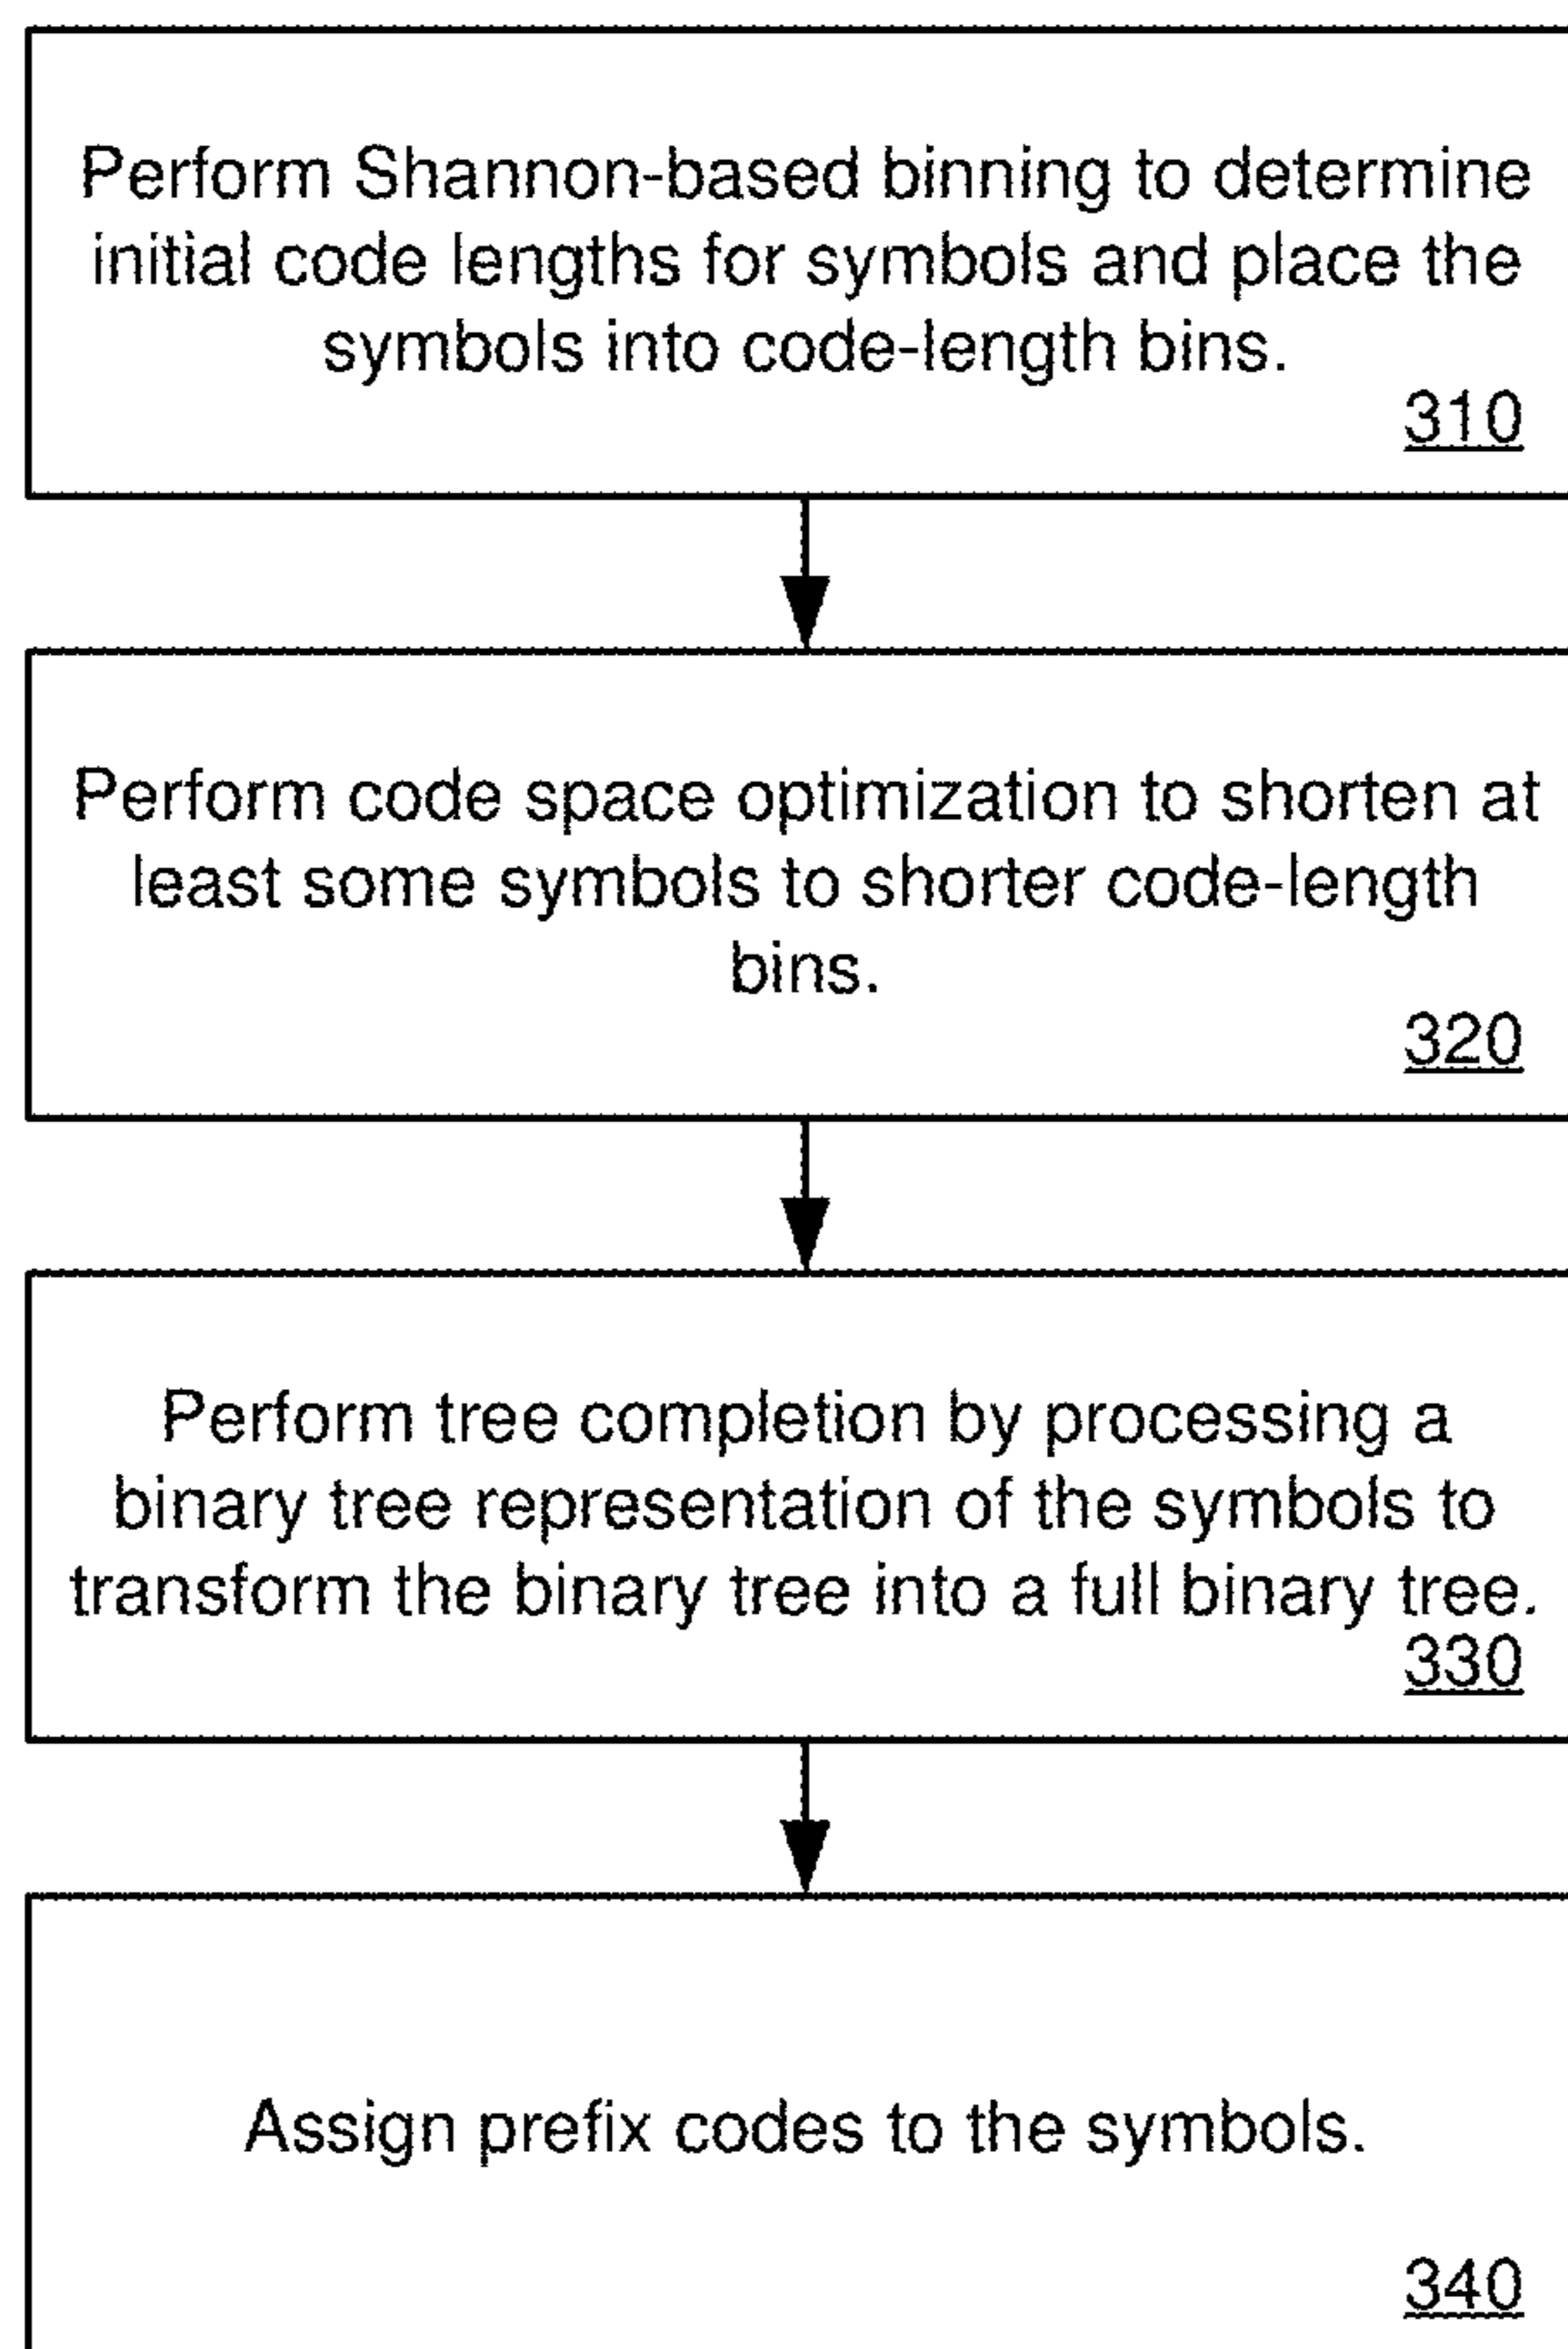 Perform Shannon-based binning to determine
initial code lengths for symbols and place the
symbols into code-length bins.
310
Perform code space optimization to shorten at
least some symbols to shorter code-length
bins.
320
Perform tree completion by processing a
binary tree representation of the symbols to
transform the binary tree into a full binary tree.
330
Assign prefix codes to the symbols.
340